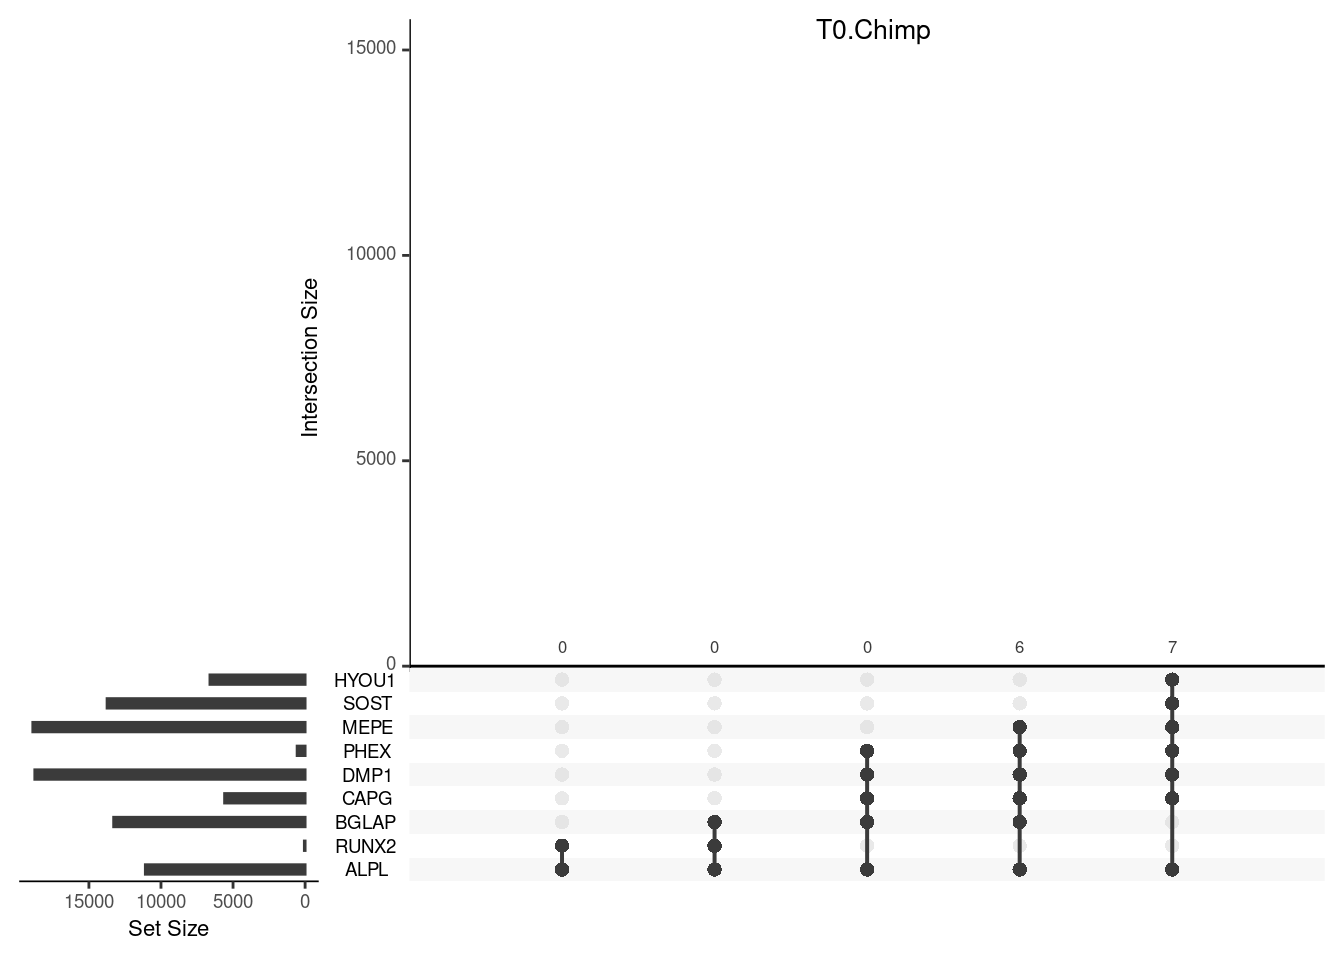 T0.Chimp
15000
10000
5000
0
Intersection Size
0 0 0 6 7
HYOU1
SOST
MEPE
PHEX
DMP1
CAPG
BGLAP
RUNX2
ALPL
15000 10000 5000 0
Set Size